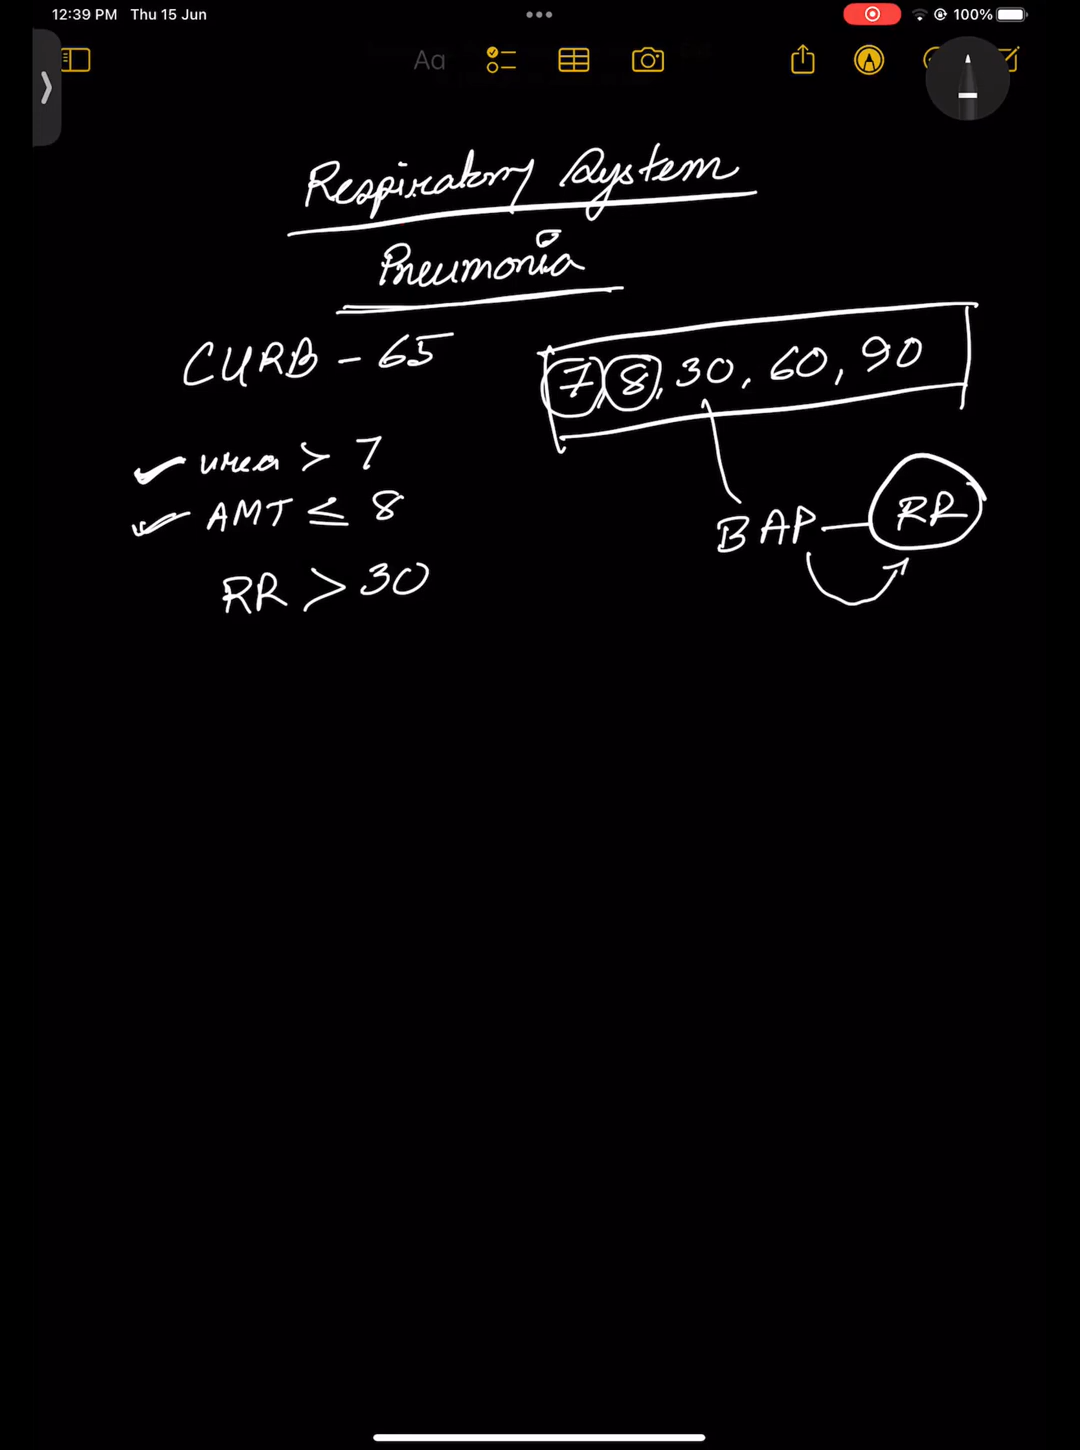 12:39 PM Thu 15 Jun
100%
Aa
Respiratory System
Pneumonia
CURB - 65
7, 8, 30, 60, 90
urea > 7
AMT ≤ 8
BAP — RR
RR > 30